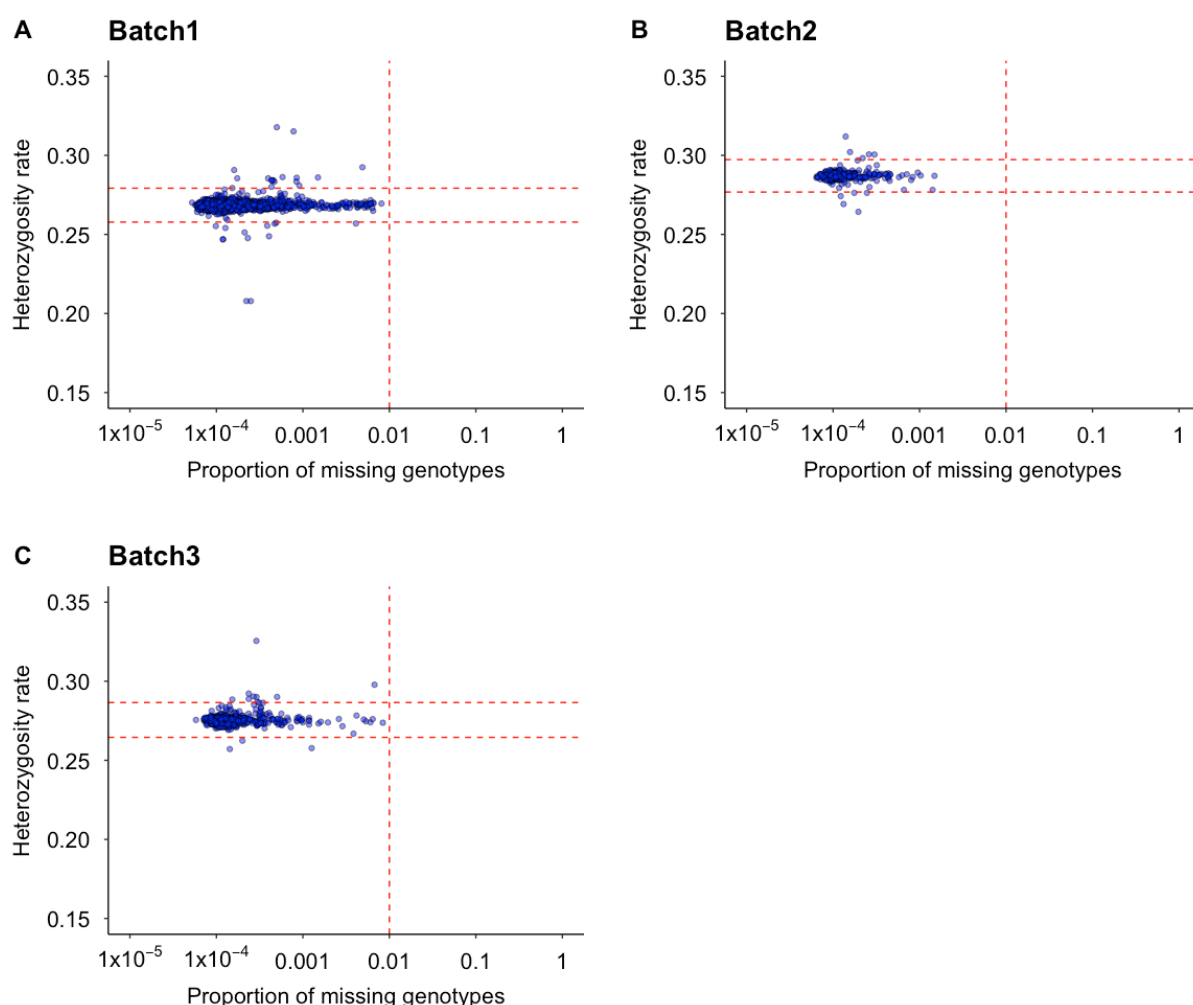 A Batch1
0.35
0.30
0.25
0.20
0.15
Heterozygosity rate
1x10⁻⁵ 1x10⁻⁴ 0.001 0.01 0.1 1
Proportion of missing genotypes
B Batch2
0.35
0.30
0.25
0.20
0.15
Heterozygosity rate
1x10⁻⁵ 1x10⁻⁴ 0.001 0.01 0.1 1
Proportion of missing genotypes
C Batch3
0.35
0.30
0.25
0.20
0.15
Heterozygosity rate
1x10⁻⁵ 1x10⁻⁴ 0.001 0.01 0.1 1
Proportion of missing genotypes